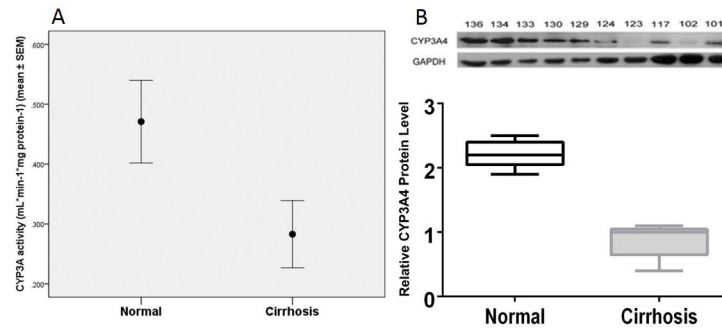 A
CYP3A activity (mL*min-1*mg protein-1) (mean ± SEM)
.600
.500
.400
.300
.200
Normal Cirrhosis
B
136 134 133 130 129 124 123 117 102 101
CYP3A4
GAPDH
Relative CYP3A4 Protein Level
3
2
1
0
Normal Cirrhosis